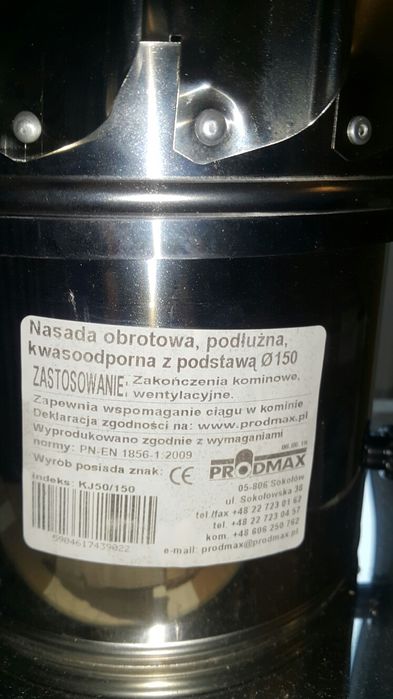 Nasada obrotowa, podłużna,
kwasoodporna z podstawą Ø150
ZASTOSOWANIE: Zakończenia kominowe,
wentylacyjne.
Zapewnia wspomaganie ciągu w kominie
Deklaracja zgodności na: www.prodmax.pl
Wyprodukowano zgodnie z wymaganiami
normy: PN-EN 1856-1:2009
Wyrób posiada znak: CE
PRODMAX
Indeks: KJ50/150
05-806 Sokołów
ul. Sokołowska 38
tel /fax +48 22 723 01 62
tel. +48 22 723 04 57
kom. +48 606 250 762
e-mail: prodmax@prodmax.pl
5904617439022